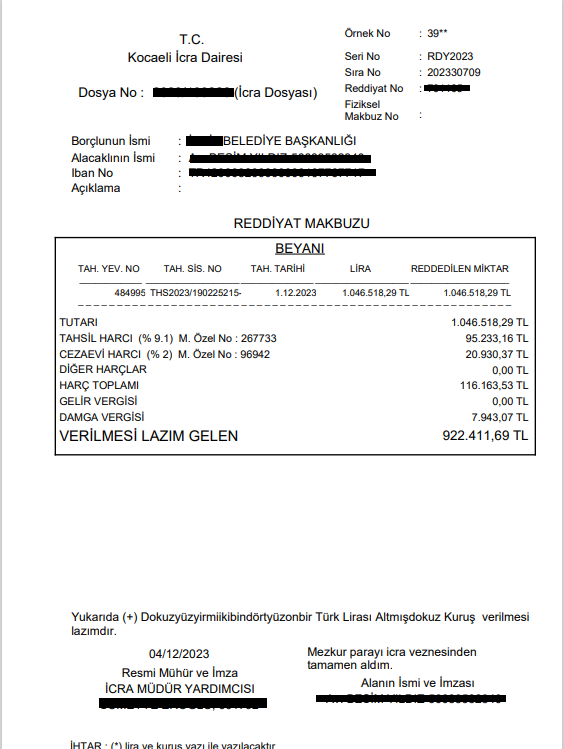 T.C.
Kocaeli İcra Dairesi
Dosya No : (İcra Dosyası)
Örnek No : 39**
Seri No : RDY2023
Sıra No : 202330709
Reddiyat No :
Fiziksel
Makbuz No :
Borçlunun İsmi : BELEDİYE BAŞKANLIĞI
Alacaklının İsmi :
Iban No :
Açıklama :
REDDİYAT MAKBUZU
BEYANI
TAH. YEV. NO TAH. SİS. NO TAH. TARİHİ LİRA REDDEDİLEN MİKTAR
484995 THS2023/190225215- 1.12.2023 1.046.518,29 TL 1.046.518,29 TL
TUTARI 1.046.518,29 TL
TAHSİL HARCI (% 9.1) M. Özel No : 267733 95.233,16 TL
CEZAEVİ HARCI (% 2) M. Özel No : 96942 20.930,37 TL
DİĞER HARÇLAR 0,00 TL
HARÇ TOPLAMI 116.163,53 TL
GELİR VERGİSİ 0,00 TL
DAMGA VERGİSİ 7.943,07 TL
VERİLMESİ LAZIM GELEN 922.411,69 TL
Yukarıda (+) Dokuzyüzyirmiikibindörtyüzonbir Türk Lirası Altmışdokuz Kuruş verilmesi
lazımdır.
04/12/2023
Resmi Mühür ve İmza
İCRA MÜDÜR YARDIMCISI
Mezkur parayı icra veznesinden
tamamen aldım.
Alanın İsmi ve İmzası
İHTAR : (*) lira ve kuruş yazı ile yazılacaktır